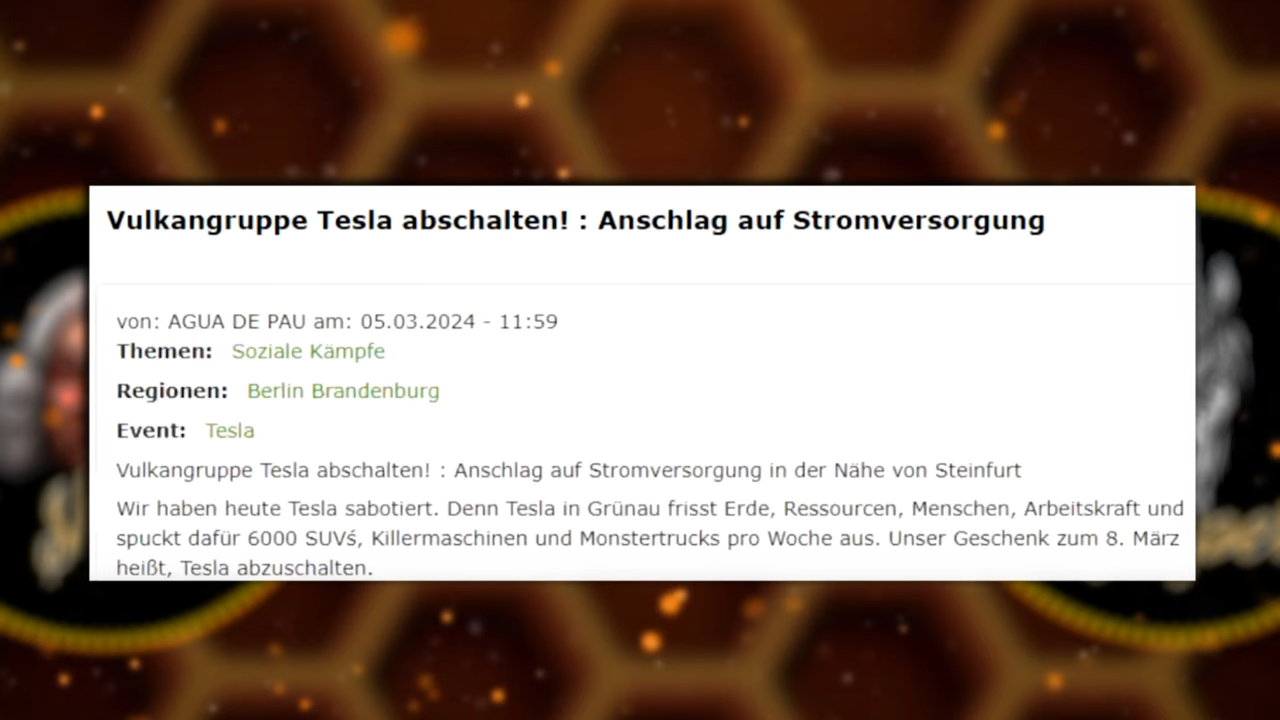 Vulkangruppe Tesla abschalten! : Anschlag auf Stromversorgung
von: AGUA DE PAU am: 05.03.2024 - 11:59
Themen: Soziale Kämpfe
Regionen: Berlin Brandenburg
Event: Tesla
Vulkangruppe Tesla abschalten! : Anschlag auf Stromversorgung in der Nähe von Steinfurt
Wir haben heute Tesla sabotiert. Denn Tesla in Grünau frisst Erde, Ressourcen, Menschen, Arbeitskraft und
spuckt dafür 6000 SUVś, Killermaschinen und Monstertrucks pro Woche aus. Unser Geschenk zum 8. März
heißt, Tesla abzuschalten.